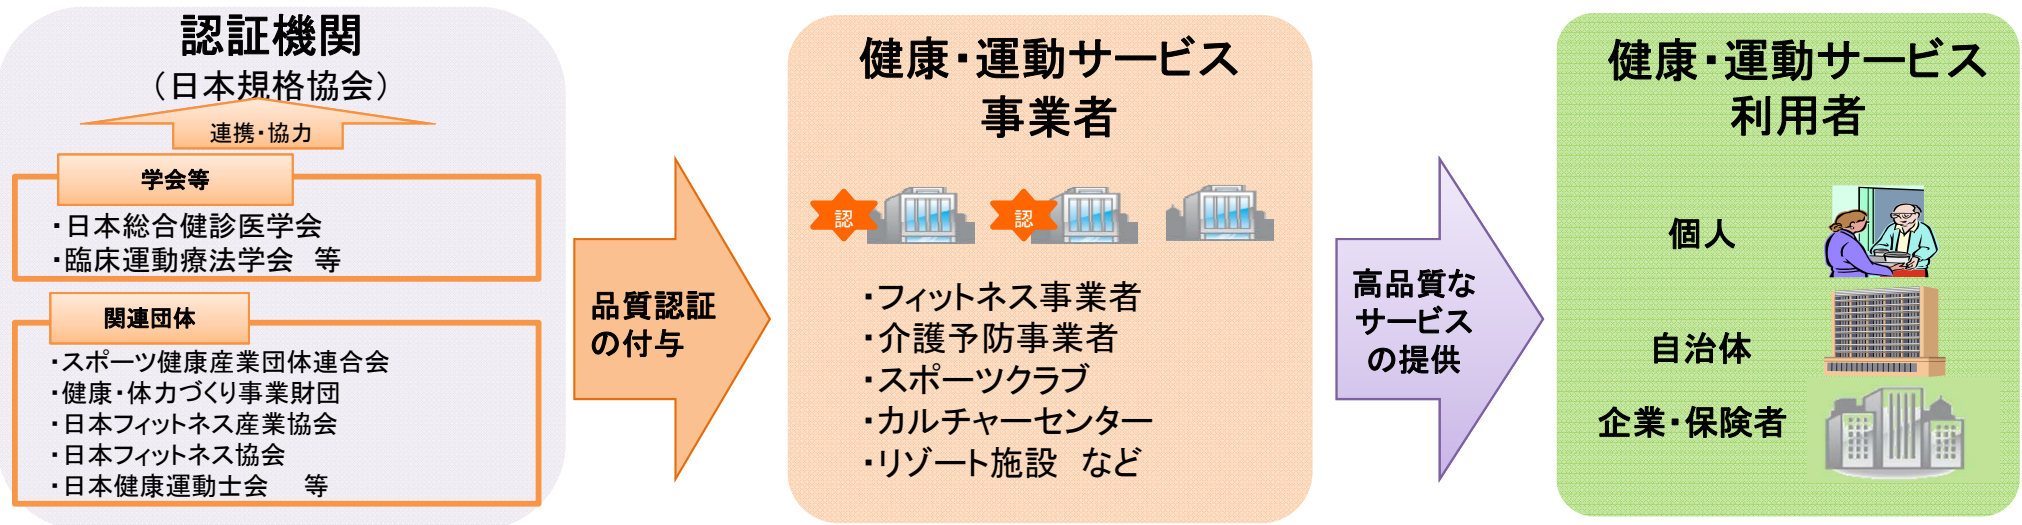 認証機関
（日本規格協会）
連携・協力
学会等
・日本総合健診医学会
・臨床運動療法学会　等
関連団体
・スポーツ健康産業団体連合会
・健康・体力づくり事業財団
・日本フィットネス産業協会
・日本フィットネス協会
・日本健康運動士会　等
品質認証
の付与
健康・運動サービス
事業者
認
認
・フィットネス事業者
・介護予防事業者
・スポーツクラブ
・カルチャーセンター
・リゾート施設　など
高品質な
サービス
の提供
健康・運動サービス
利用者
個人
自治体
企業・保険者